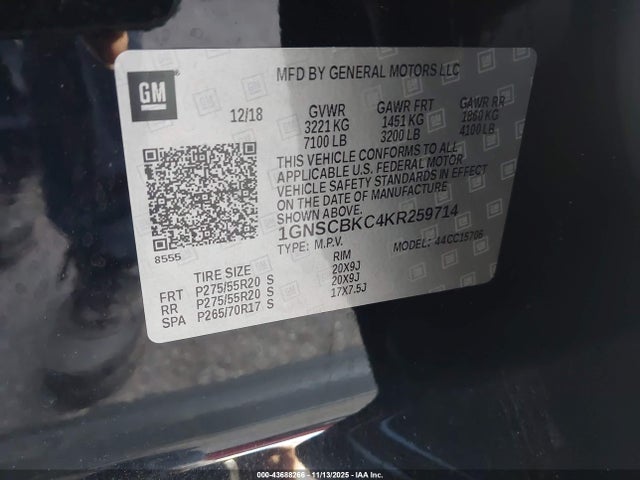 GM
MFD BY GENERAL MOTORS LLC
12/18 GVWR GAWR FRT GAWR RR
3221 KG 1451 KG 1860 KG
7100 LB 3200 LB 4100 LB
THIS VEHICLE CONFORMS TO ALL
APPLICABLE U.S. FEDERAL MOTOR
VEHICLE SAFETY STANDARDS IN EFFECT
ON THE DATE OF MANUFACTURE
SHOWN ABOVE.
1GNSCBKC4KR259714
TYPE: M.P.V. MODEL: 44CC15706
8555
TIRE SIZE RIM
FRT P275/55R20 S 20X9J
RR P275/55R20 S 20X9J
SPA P265/70R17 S 17X7.5J
000-43688266 - 11/13/2025 - IAA Inc.